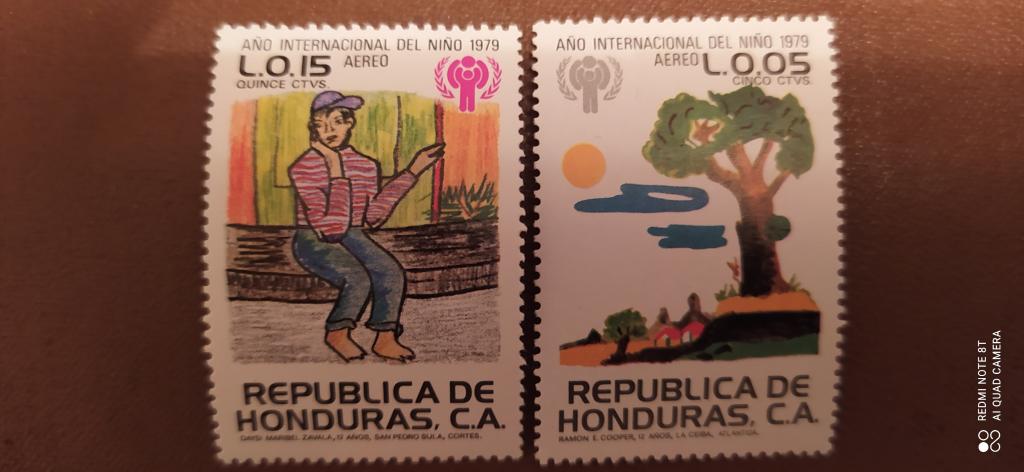 AÑO INTERNACIONAL DEL NIÑO 1979
L.0.15 AEREO
QUINCE CTVS.
REPUBLICA DE
HONDURAS, C.A.
DAYSI MARIBEL ZAVALA, 12 AÑOS, SAN PEDRO SULA, CORTES.
AÑO INTERNACIONAL DEL NIÑO 1979
AEREO L.0.05
CINCO CTVS.
REPUBLICA DE
HONDURAS, C.A.
RAMON E. COOPER, 12 AÑOS, LA CEIBA, ATLANTIDA.
REDMI NOTE 8T
AI QUAD CAMERA